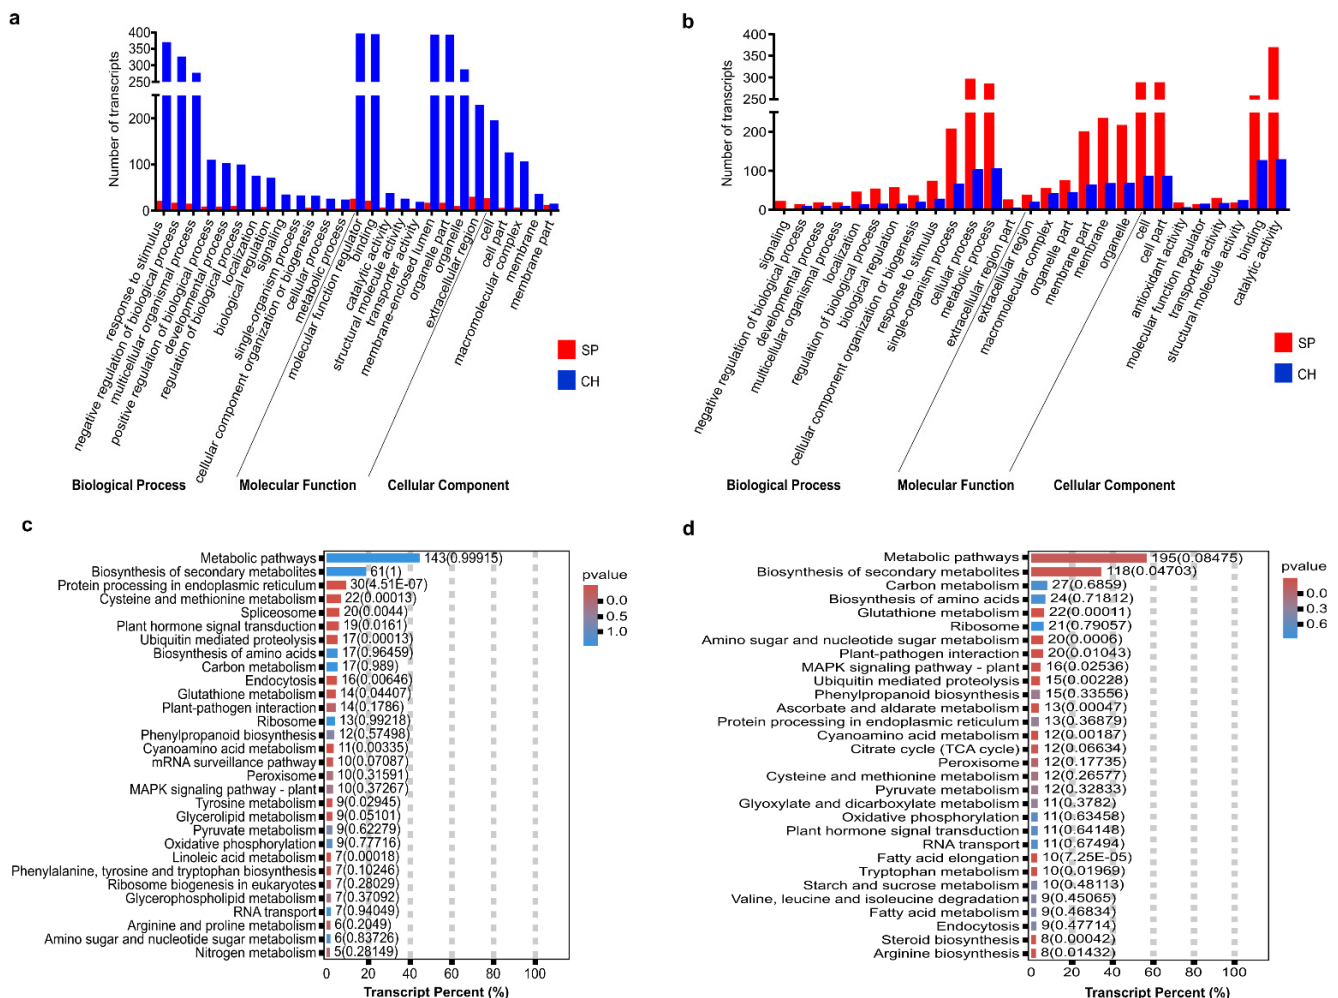 a
Number of transcripts
400
350
300
250
200
100
0
response to stimulus
negative regulation of biological process
multicellular organismal process
positive regulation of biological process
developmental process
regulation of biological process
localization
biological regulation
signaling
single-organism process
cellular component organization or biogenesis
cellular process
metabolic process
molecular function regulator
binding
catalytic activity
structural molecule activity
transporter activity
membrane-enclosed lumen
organelle part
organelle
extracellular region
cell
cell part
macromolecular complex
membrane
membrane part
SP
CH
Biological Process
Molecular Function
Cellular Component
b
Number of transcripts
400
350
300
250
200
100
0
signaling
negative regulation of biological process
developmental process
multicellular organismal process
localization
regulation of biological process
biological regulation
cellular component organization or biogenesis
response to stimulus
single-organism process
cellular process
metabolic process
extracellular region part
extracellular region
macromolecular complex
organelle part
membrane part
membrane
organelle
cell
cell part
antioxidant activity
molecular function regulator
transporter activity
structural molecule activity
binding
catalytic activity
SP
CH
Biological Process
Molecular Function
Cellular Component
c
Metabolic pathways 143(0.99915)
Biosynthesis of secondary metabolites 61(1)
Protein processing in endoplasmic reticulum 30(4.51E-07)
Cysteine and methionine metabolism 22(0.00013)
Spliceosome 20(0.0044)
Plant hormone signal transduction 19(0.0161)
Ubiquitin mediated proteolysis 17(0.00013)
Biosynthesis of amino acids 17(0.96459)
Carbon metabolism 17(0.989)
Endocytosis 16(0.00646)
Glutathione metabolism 14(0.04407)
Plant-pathogen interaction 14(0.1786)
Ribosome 13(0.99218)
Phenylpropanoid biosynthesis 12(0.57498)
Cyanoamino acid metabolism 11(0.00335)
mRNA surveillance pathway 10(0.07087)
Peroxisome 10(0.31591)
MAPK signaling pathway - plant 10(0.37267)
Tyrosine metabolism 9(0.02945)
Glycerolipid metabolism 9(0.05101)
Pyruvate metabolism 9(0.62279)
Oxidative phosphorylation 9(0.77716)
Linoleic acid metabolism 7(0.00018)
Phenylalanine, tyrosine and tryptophan biosynthesis 7(0.10246)
Ribosome biogenesis in eukaryotes 7(0.28029)
Glycerophospholipid metabolism 7(0.37092)
RNA transport 7(0.94049)
Arginine and proline metabolism 6(0.2049)
Amino sugar and nucleotide sugar metabolism 6(0.83726)
Nitrogen metabolism 5(0.28149)
0 20 40 60 80 100
Transcript Percent (%)
pvalue
0.0
0.5
1.0
d
Metabolic pathways 195(0.08475)
Biosynthesis of secondary metabolites 118(0.04703)
Carbon metabolism 27(0.6859)
Biosynthesis of amino acids 24(0.71812)
Glutathione metabolism 22(0.00011)
Ribosome 21(0.79057)
Amino sugar and nucleotide sugar metabolism 20(0.0006)
Plant-pathogen interaction 20(0.01043)
MAPK signaling pathway - plant 16(0.02536)
Ubiquitin mediated proteolysis 15(0.00228)
Phenylpropanoid biosynthesis 15(0.33556)
Ascorbate and aldarate metabolism 13(0.00047)
Protein processing in endoplasmic reticulum 13(0.36879)
Cyanoamino acid metabolism 12(0.00187)
Citrate cycle (TCA cycle) 12(0.06634)
Peroxisome 12(0.17735)
Cysteine and methionine metabolism 12(0.26577)
Pyruvate metabolism 12(0.32833)
Glyoxylate and dicarboxylate metabolism 11(0.3782)
Oxidative phosphorylation 11(0.63458)
Plant hormone signal transduction 11(0.64148)
RNA transport 11(0.67494)
Fatty acid elongation 10(7.25E-05)
Tryptophan metabolism 10(0.01969)
Starch and sucrose metabolism 10(0.48113)
Valine, leucine and isoleucine degradation 9(0.45065)
Fatty acid metabolism 9(0.46834)
Endocytosis 9(0.47714)
Steroid biosynthesis 8(0.00042)
Arginine biosynthesis 8(0.01432)
0 20 40 60 80 100
Transcript Percent (%)
pvalue
0.0
0.3
0.6